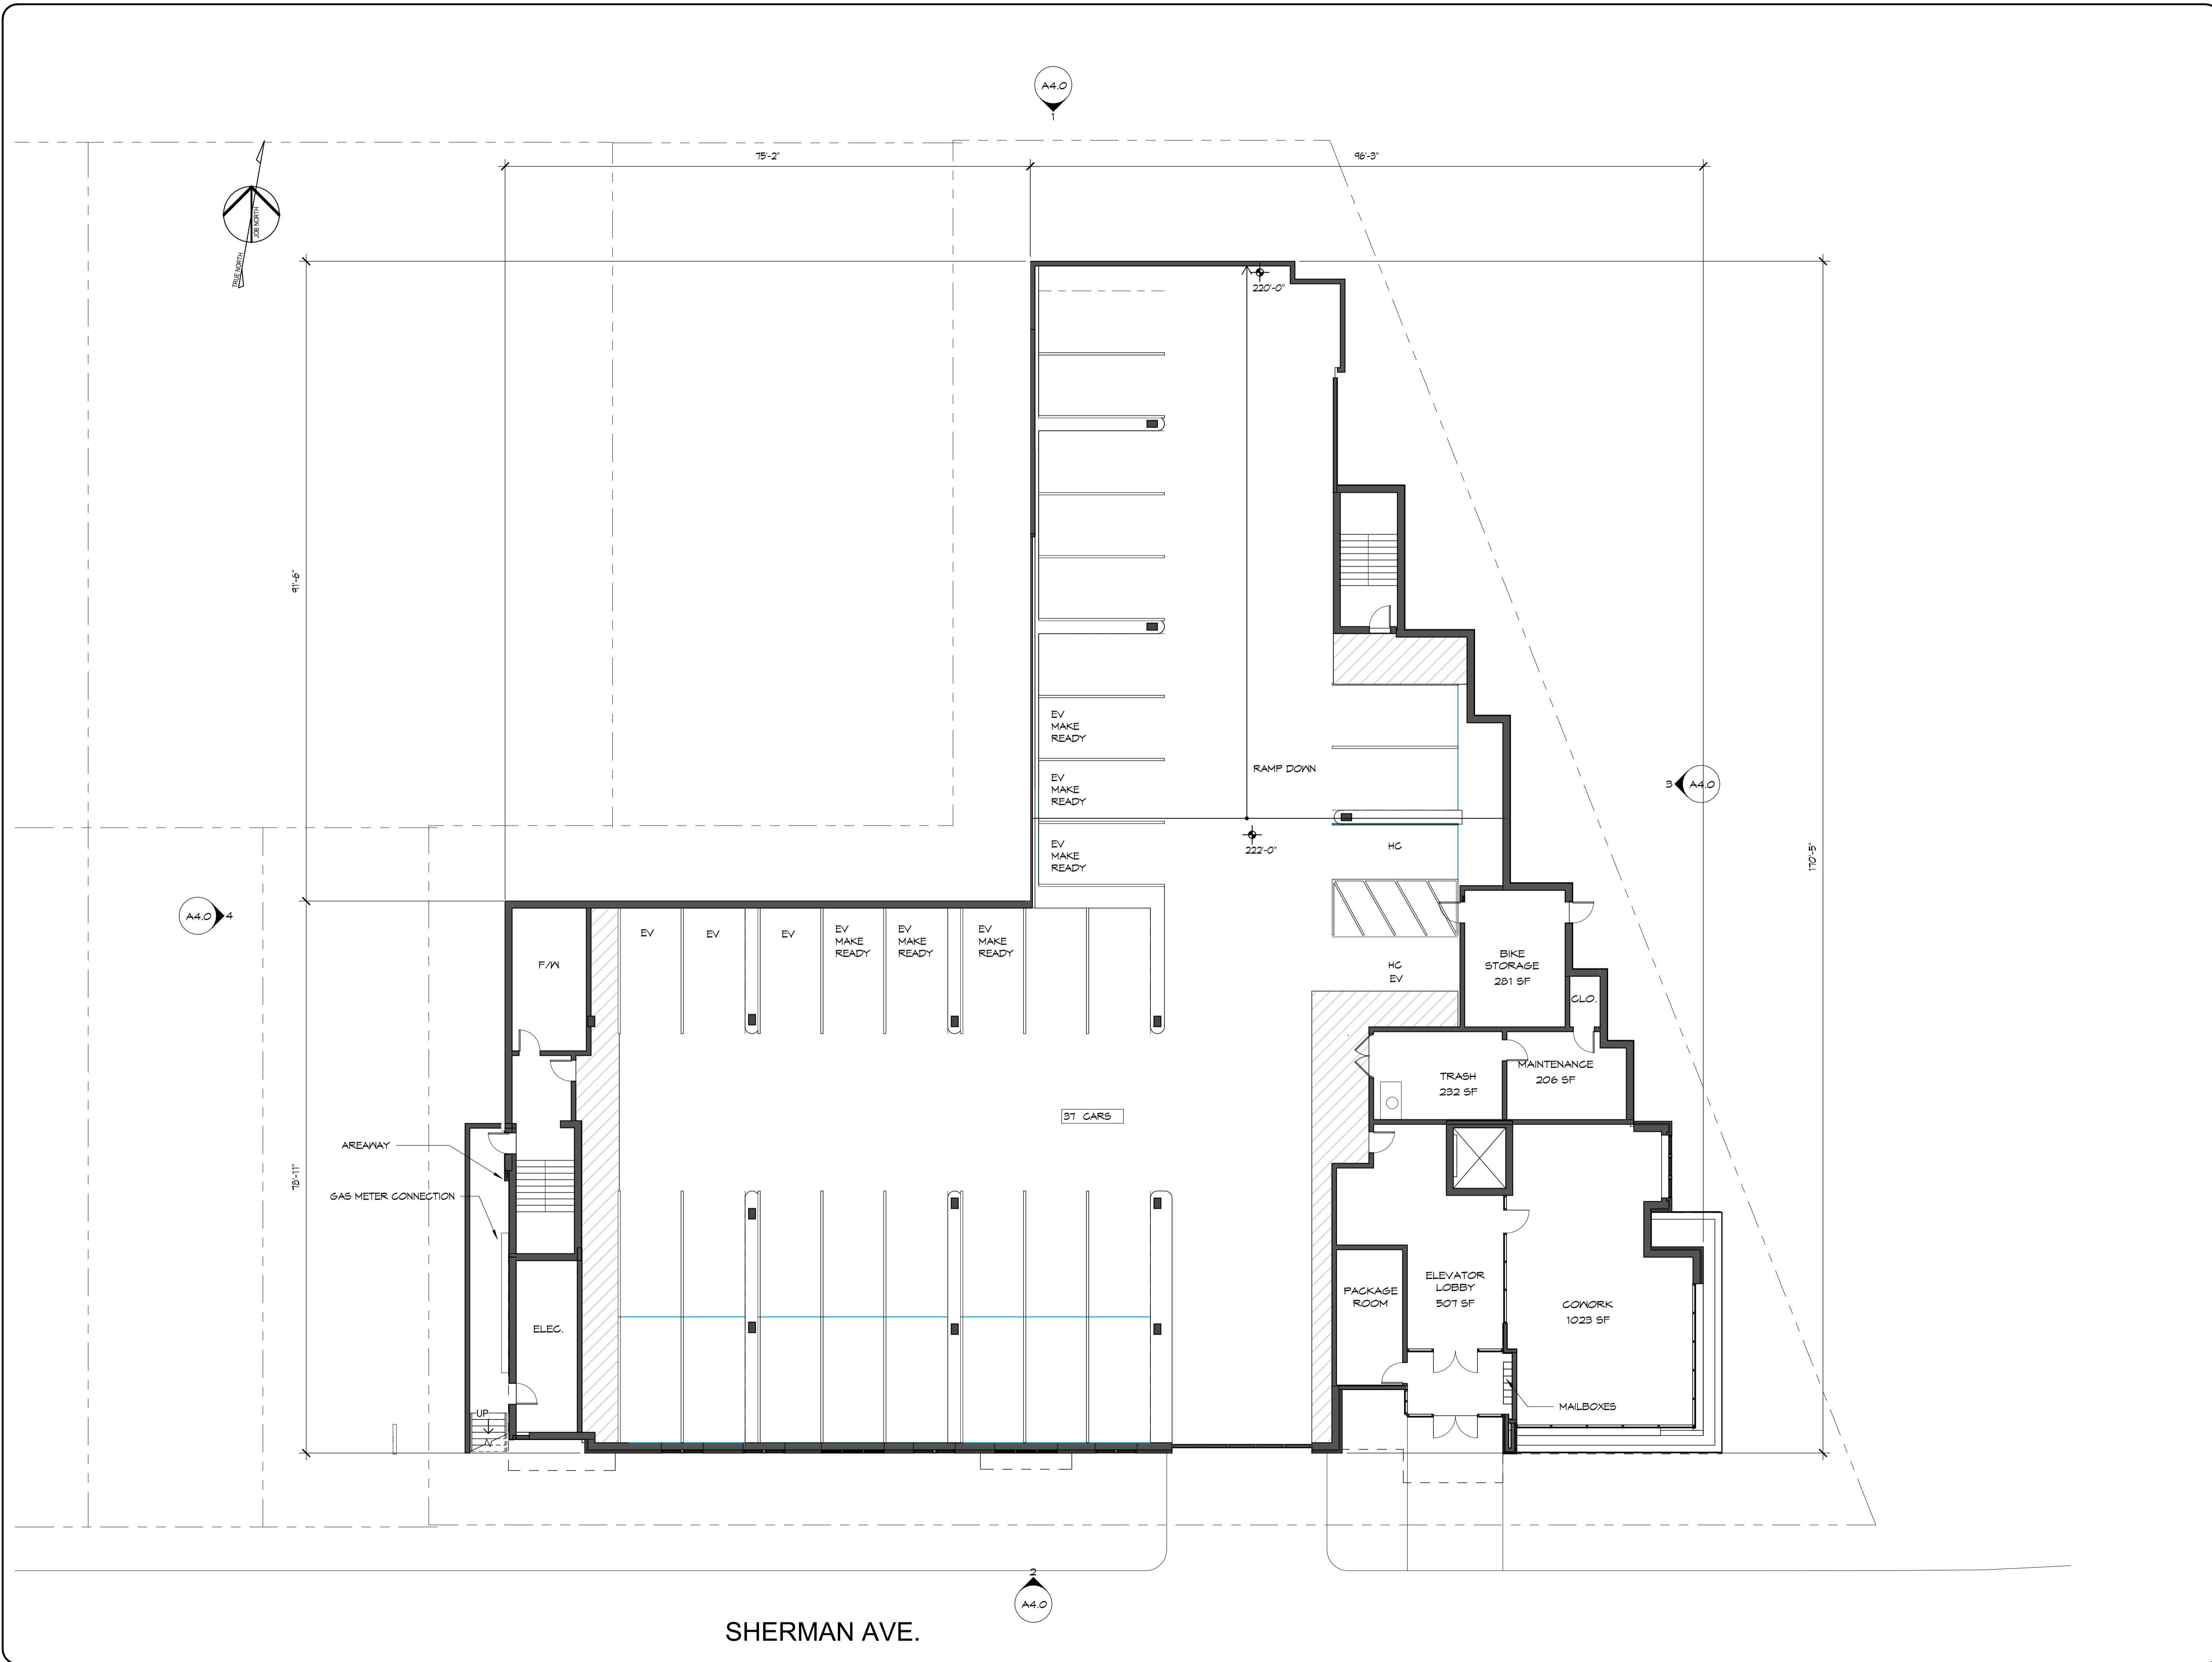 A4.0
1
75'-2"
96'-3"
JOB NORTH
TRUE NORTH
220'-0"
91'-6"
EV
MAKE
READY
EV
MAKE
READY
RAMP DOWN
3
A4.0
222'-0"
EV
MAKE
READY
HC
170'-5"
A4.0
4
EV
EV
EV
EV
MAKE
READY
EV
MAKE
READY
EV
MAKE
READY
F/W
HC
EV
BIKE
STORAGE
281 SF
CLO.
TRASH
232 SF
MAINTENANCE
206 SF
37 CARS
AREAWAY
78'-11"
GAS METER CONNECTION
PACKAGE
ROOM
ELEVATOR
LOBBY
507 SF
COWORK
1023 SF
ELEC.
MAILBOXES
UP
2
A4.0
SHERMAN AVE.